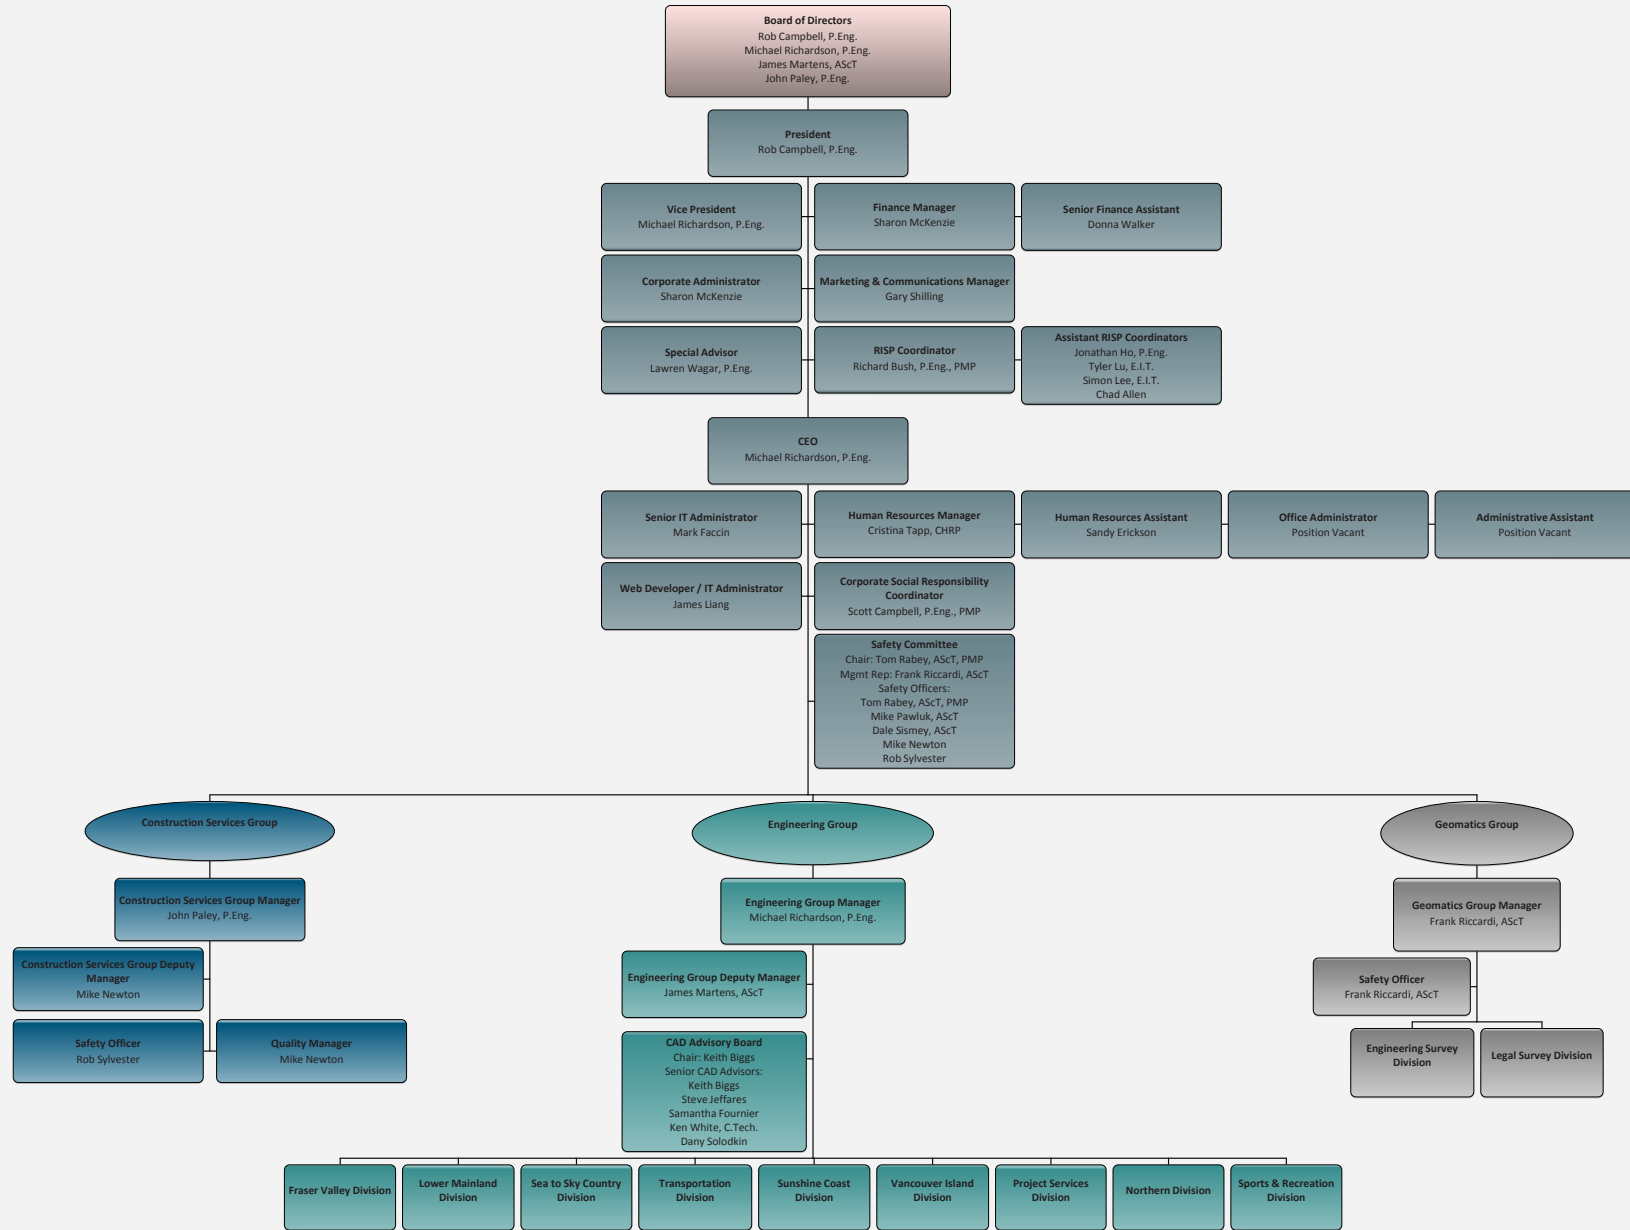 Board of Directors
Rob Campbell, P.Eng.
Michael Richardson, P.Eng.
James Martens, AScT
John Paley, P.Eng.
President
Rob Campbell, P.Eng.
Vice President
Michael Richardson, P.Eng.
Finance Manager
Sharon McKenzie
Senior Finance Assistant
Donna Walker
Corporate Administrator
Sharon McKenzie
Marketing & Communications Manager
Gary Shilling
Special Advisor
Lawren Wagar, P.Eng.
RISP Coordinator
Richard Bush, P.Eng., PMP
Assistant RISP Coordinators
Jonathan Ho, P.Eng.
Tyler Lu, E.I.T.
Simon Lee, E.I.T.
Chad Allen
CEO
Michael Richardson, P.Eng.
Senior IT Administrator
Mark Faccin
Human Resources Manager
Cristina Tapp, CHRP
Human Resources Assistant
Sandy Erickson
Office Administrator
Position Vacant
Administrative Assistant
Position Vacant
Web Developer / IT Administrator
James Liang
Corporate Social Responsibility
Coordinator
Scott Campbell, P.Eng., PMP
Safety Committee
Chair: Tom Rabey, AScT, PMP
Mgmt Rep: Frank Riccardi, AScT
Safety Officers:
Tom Rabey, AScT, PMP
Mike Pawluk, AScT
Dale Sismey, AScT
Mike Newton
Rob Sylvester
Construction Services Group
Engineering Group
Geomatics Group
Construction Services Group Manager
John Paley, P.Eng.
Engineering Group Manager
Michael Richardson, P.Eng.
Geomatics Group Manager
Frank Riccardi, AScT
Construction Services Group Deputy
Manager
Mike Newton
Engineering Group Deputy Manager
James Martens, AScT
Safety Officer
Frank Riccardi, AScT
Safety Officer
Rob Sylvester
Quality Manager
Mike Newton
CAD Advisory Board
Chair: Keith Biggs
Senior CAD Advisors:
Keith Biggs
Steve Jeffares
Samantha Fournier
Ken White, C.Tech.
Dany Solodkin
Engineering Survey
Division
Legal Survey Division
Fraser Valley Division
Lower Mainland
Division
Sea to Sky Country
Division
Transportation
Division
Sunshine Coast
Division
Vancouver Island
Division
Project Services
Division
Northern Division
Sports & Recreation
Division